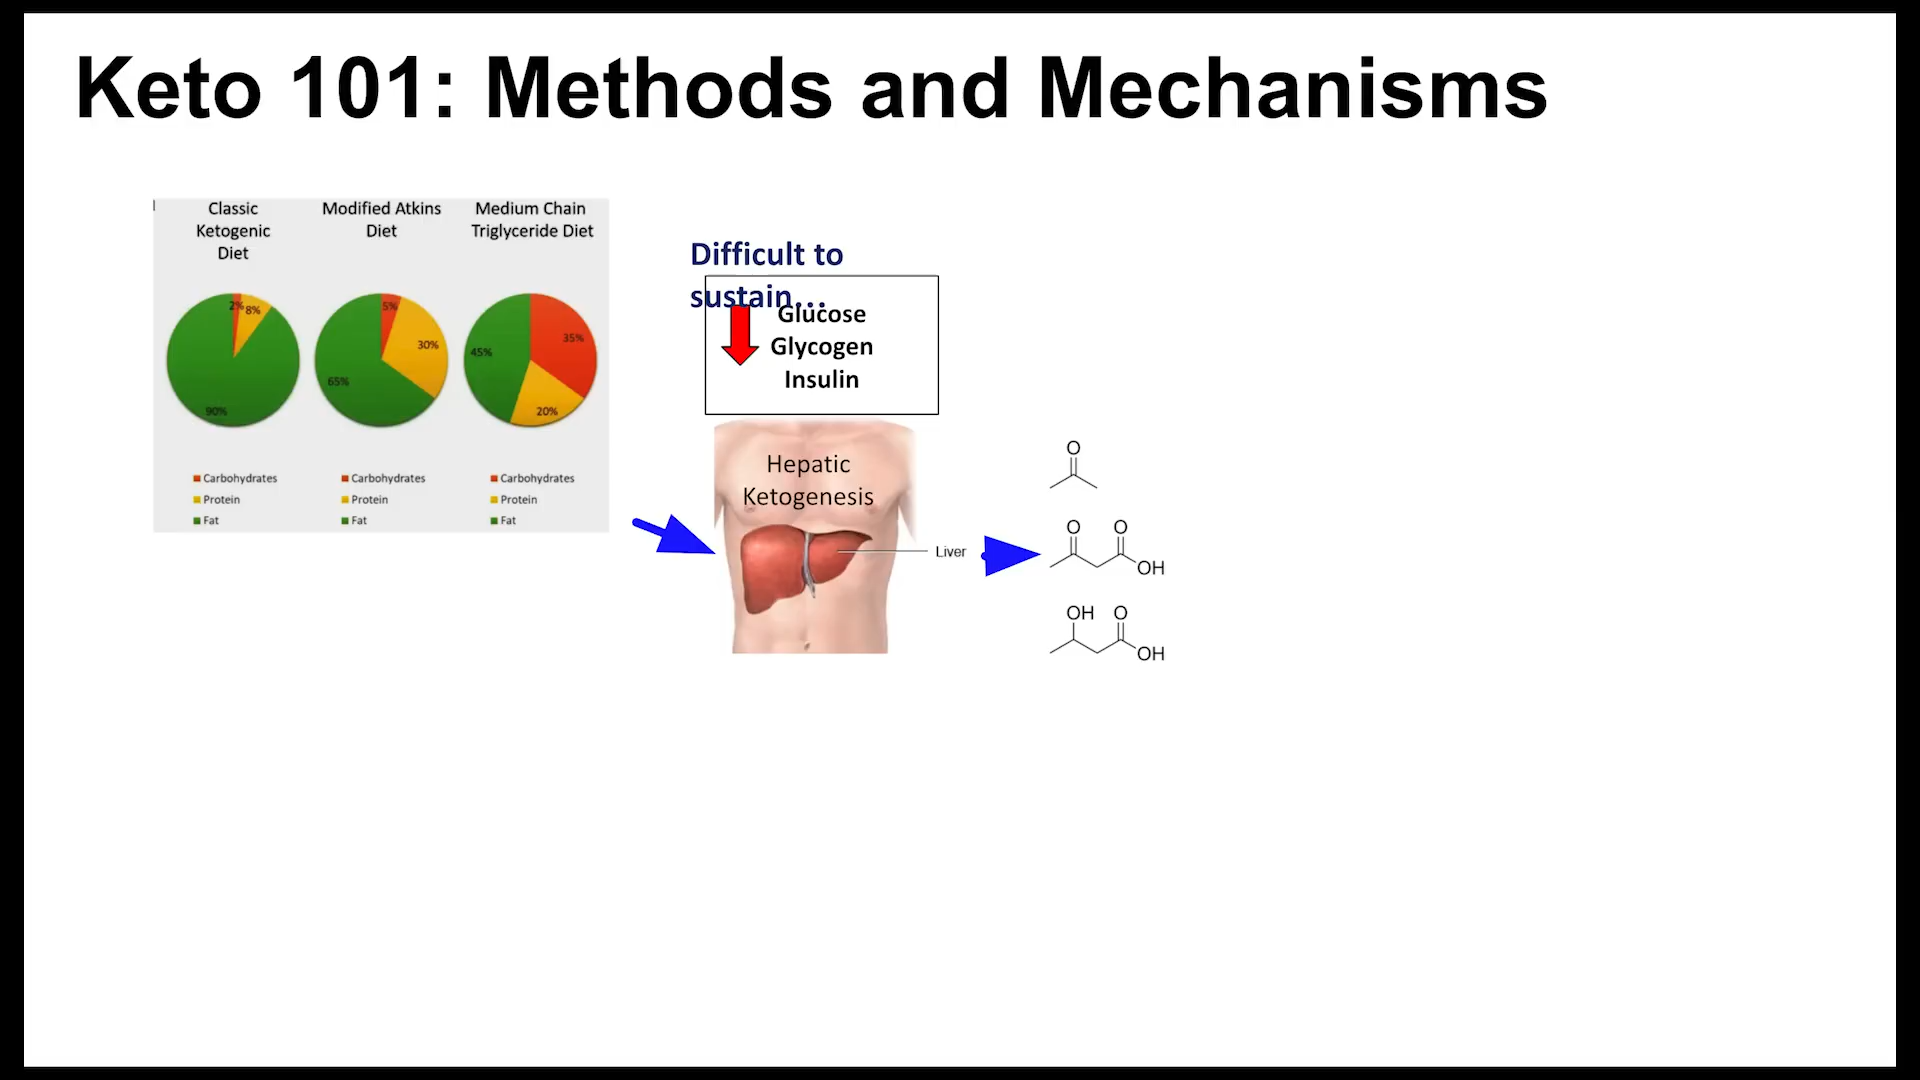 Keto 101: Methods and Mechanisms
Classic
Ketogenic
Diet
2%
8%
90%
Carbohydrates
Protein
Fat
Modified Atkins
Diet
5%
30%
65%
Carbohydrates
Protein
Fat
Medium Chain
Triglyceride Diet
35%
45%
20%
Carbohydrates
Protein
Fat
Difficult to
sustain...
Glucose
Glycogen
Insulin
Hepatic
Ketogenesis
Liver
O
O O
OH
OH O
OH